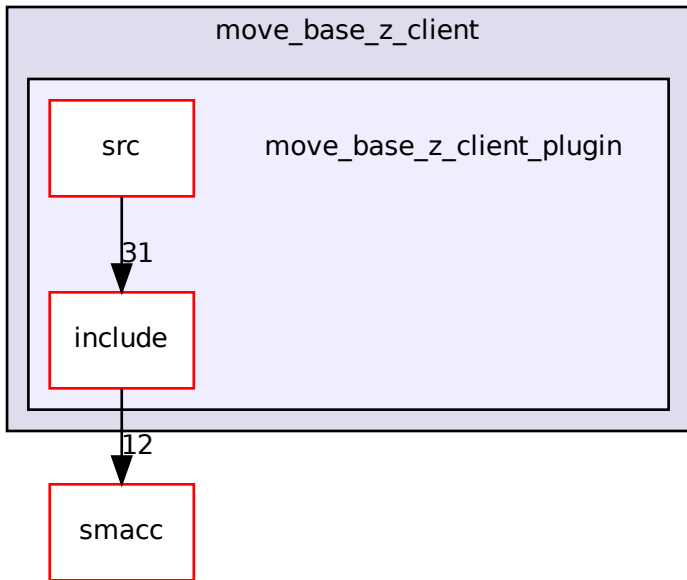 move_base_z_client
src
move_base_z_client_plugin
31
include
12
smacc